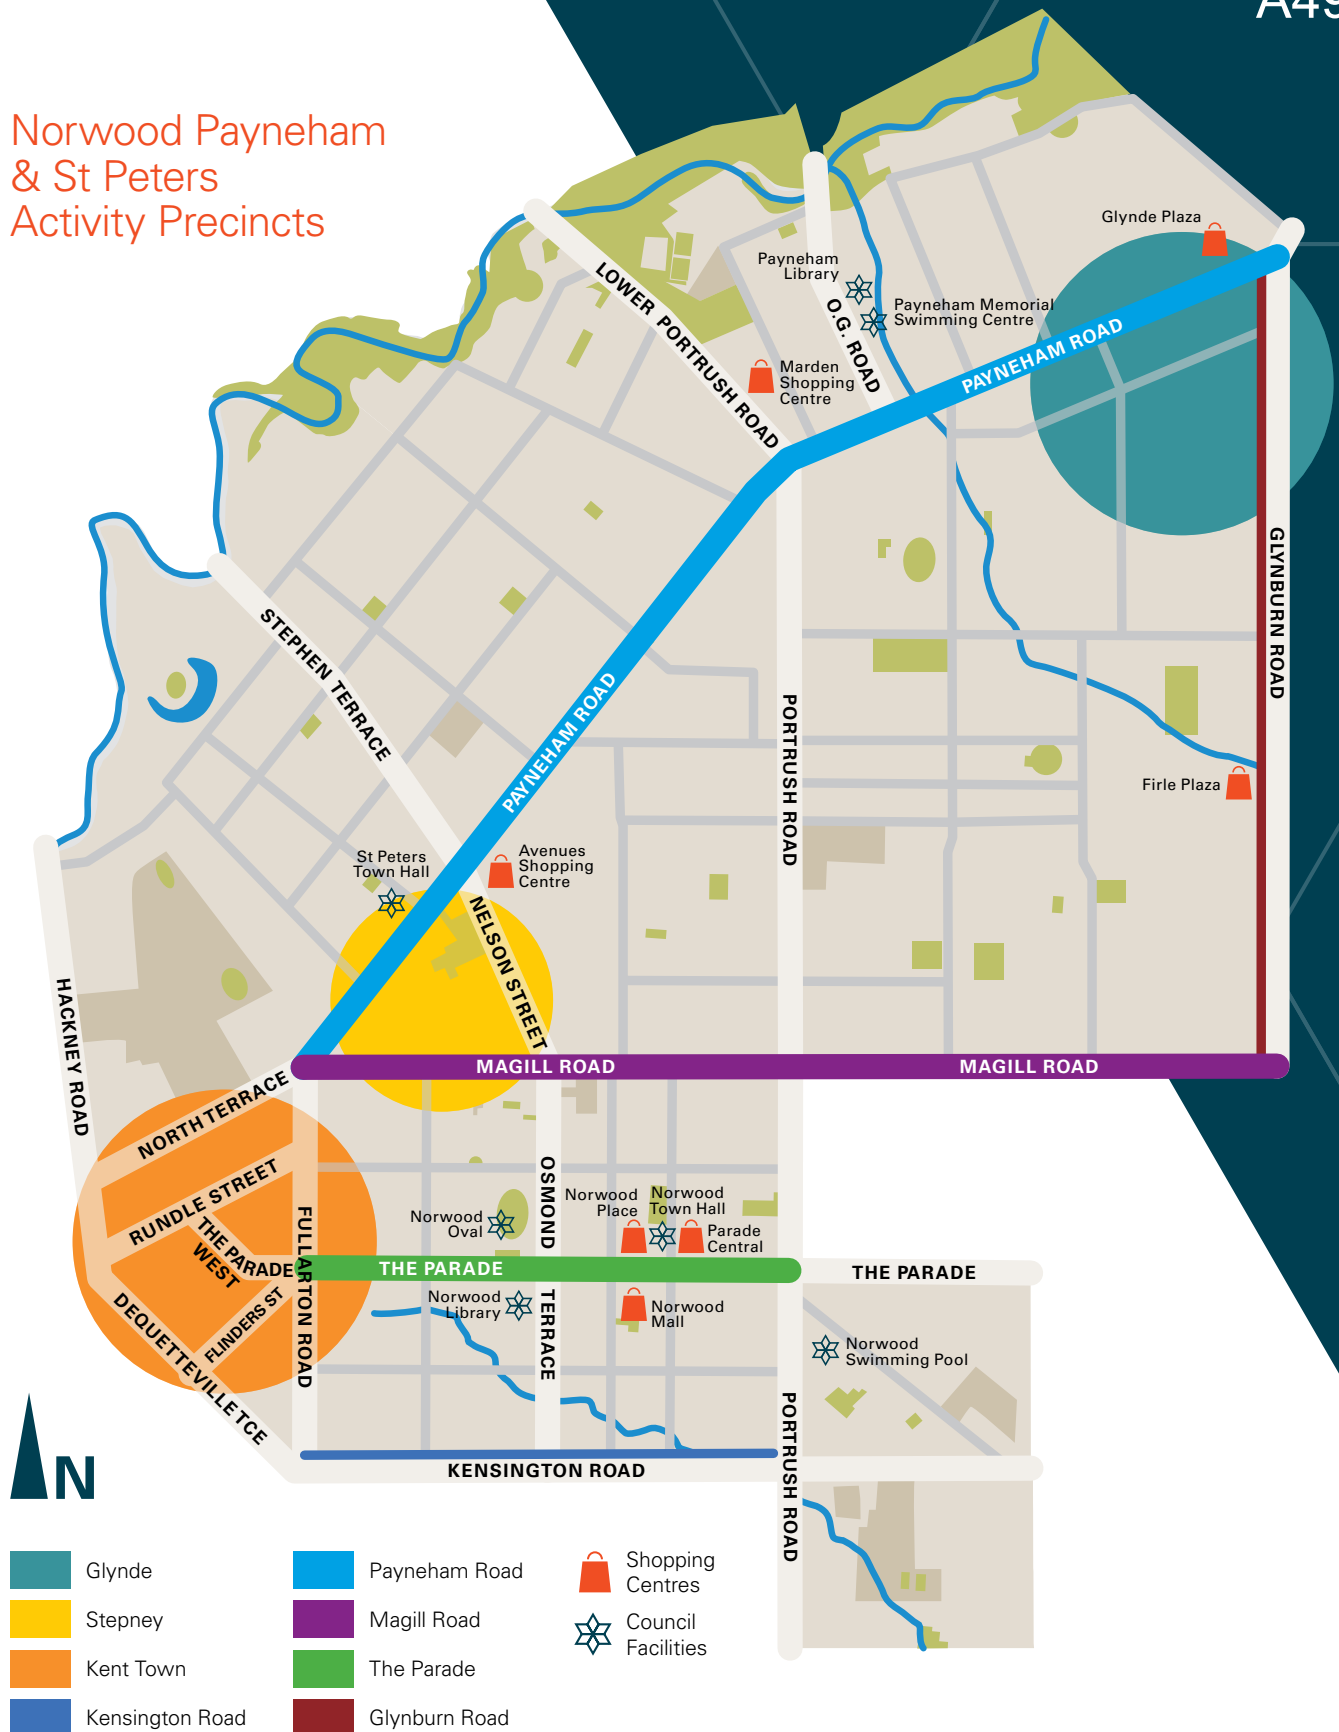 A49
Norwood Payneham
& St Peters
Activity Precincts
Glynde Plaza
Payneham
Library
Payneham Memorial
Swimming Centre
LOWER PORTRUSH ROAD
O.G. ROAD
PAYNEHAM ROAD
Marden
Shopping
Centre
GLYNBURN ROAD
STEPHEN TERRACE
PAYNEHAM ROAD
PORTRUSH ROAD
Firle Plaza
St Peters
Town Hall
Avenues
Shopping
Centre
NELSON STREET
HACKNEY ROAD
MAGILL ROAD
MAGILL ROAD
NORTH TERRACE
RUNDLE STREET
THE PARADE
WEST
FULLARTON ROAD
OSMOND
TERRACE
Norwood
Oval
Norwood
Place
Norwood
Town Hall
Parade
Central
THE PARADE
THE PARADE
FLINDERS ST
DEQUETTEVILLE TCE
Norwood
Library
Norwood
Mall
Norwood
Swimming Pool
PORTRUSH ROAD
KENSINGTON ROAD
N
Glynde
Stepney
Kent Town
Kensington Road
Payneham Road
Magill Road
The Parade
Glynburn Road
Shopping
Centres
Council
Facilities